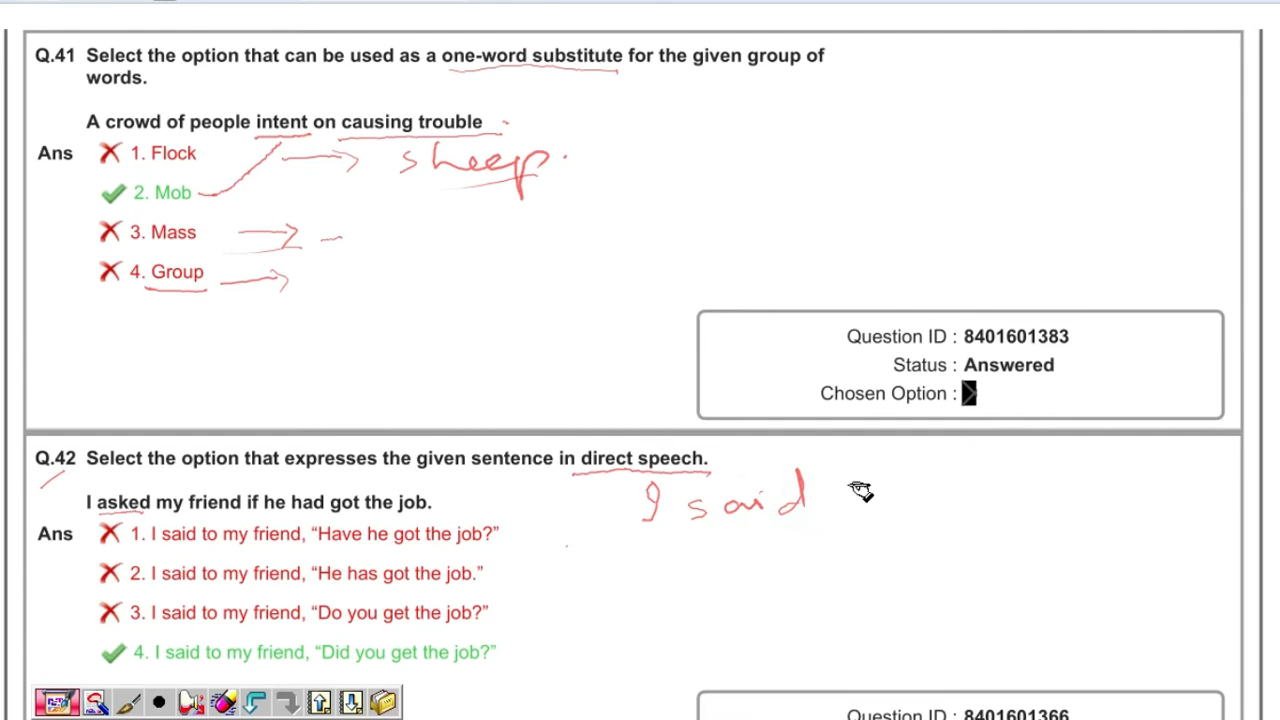 Q.41 Select the option that can be used as a one-word substitute for the given group of
words.
A crowd of people intent on causing trouble
Ans 1. Flock
sheep.
2. Mob
3. Mass
4. Group
Question ID : 8401601383
Status : Answered
Chosen Option :
Q.42 Select the option that expresses the given sentence in direct speech.
I said
I asked my friend if he had got the job.
Ans 1. I said to my friend, “Have he got the job?”
2. I said to my friend, “He has got the job.”
3. I said to my friend, “Do you get the job?”
4. I said to my friend, “Did you get the job?”
Question ID : 8401601366